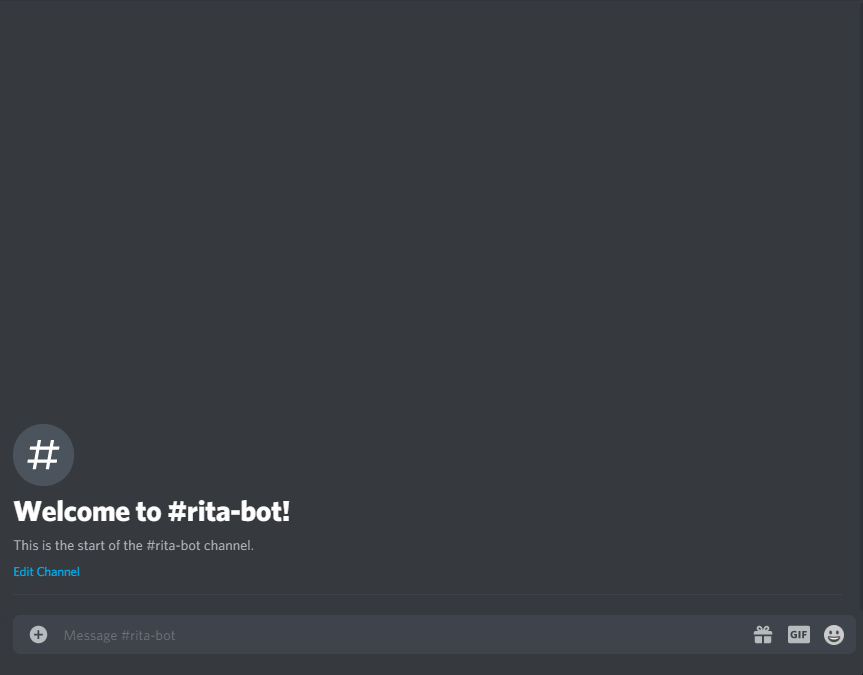 #
Welcome to #rita-bot!
This is the start of the #rita-bot channel.
Edit Channel
Message #rita-bot
GIF